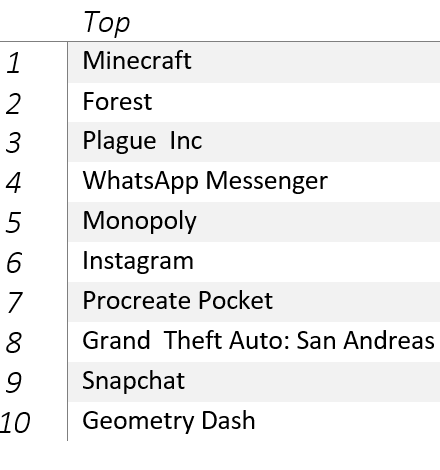 Top
1 Minecraft
2 Forest
3 Plague  Inc
4 WhatsApp Messenger
5 Monopoly
6 Instagram
7 Procreate Pocket
8 Grand  Theft Auto: San Andreas
9 Snapchat
10 Geometry Dash